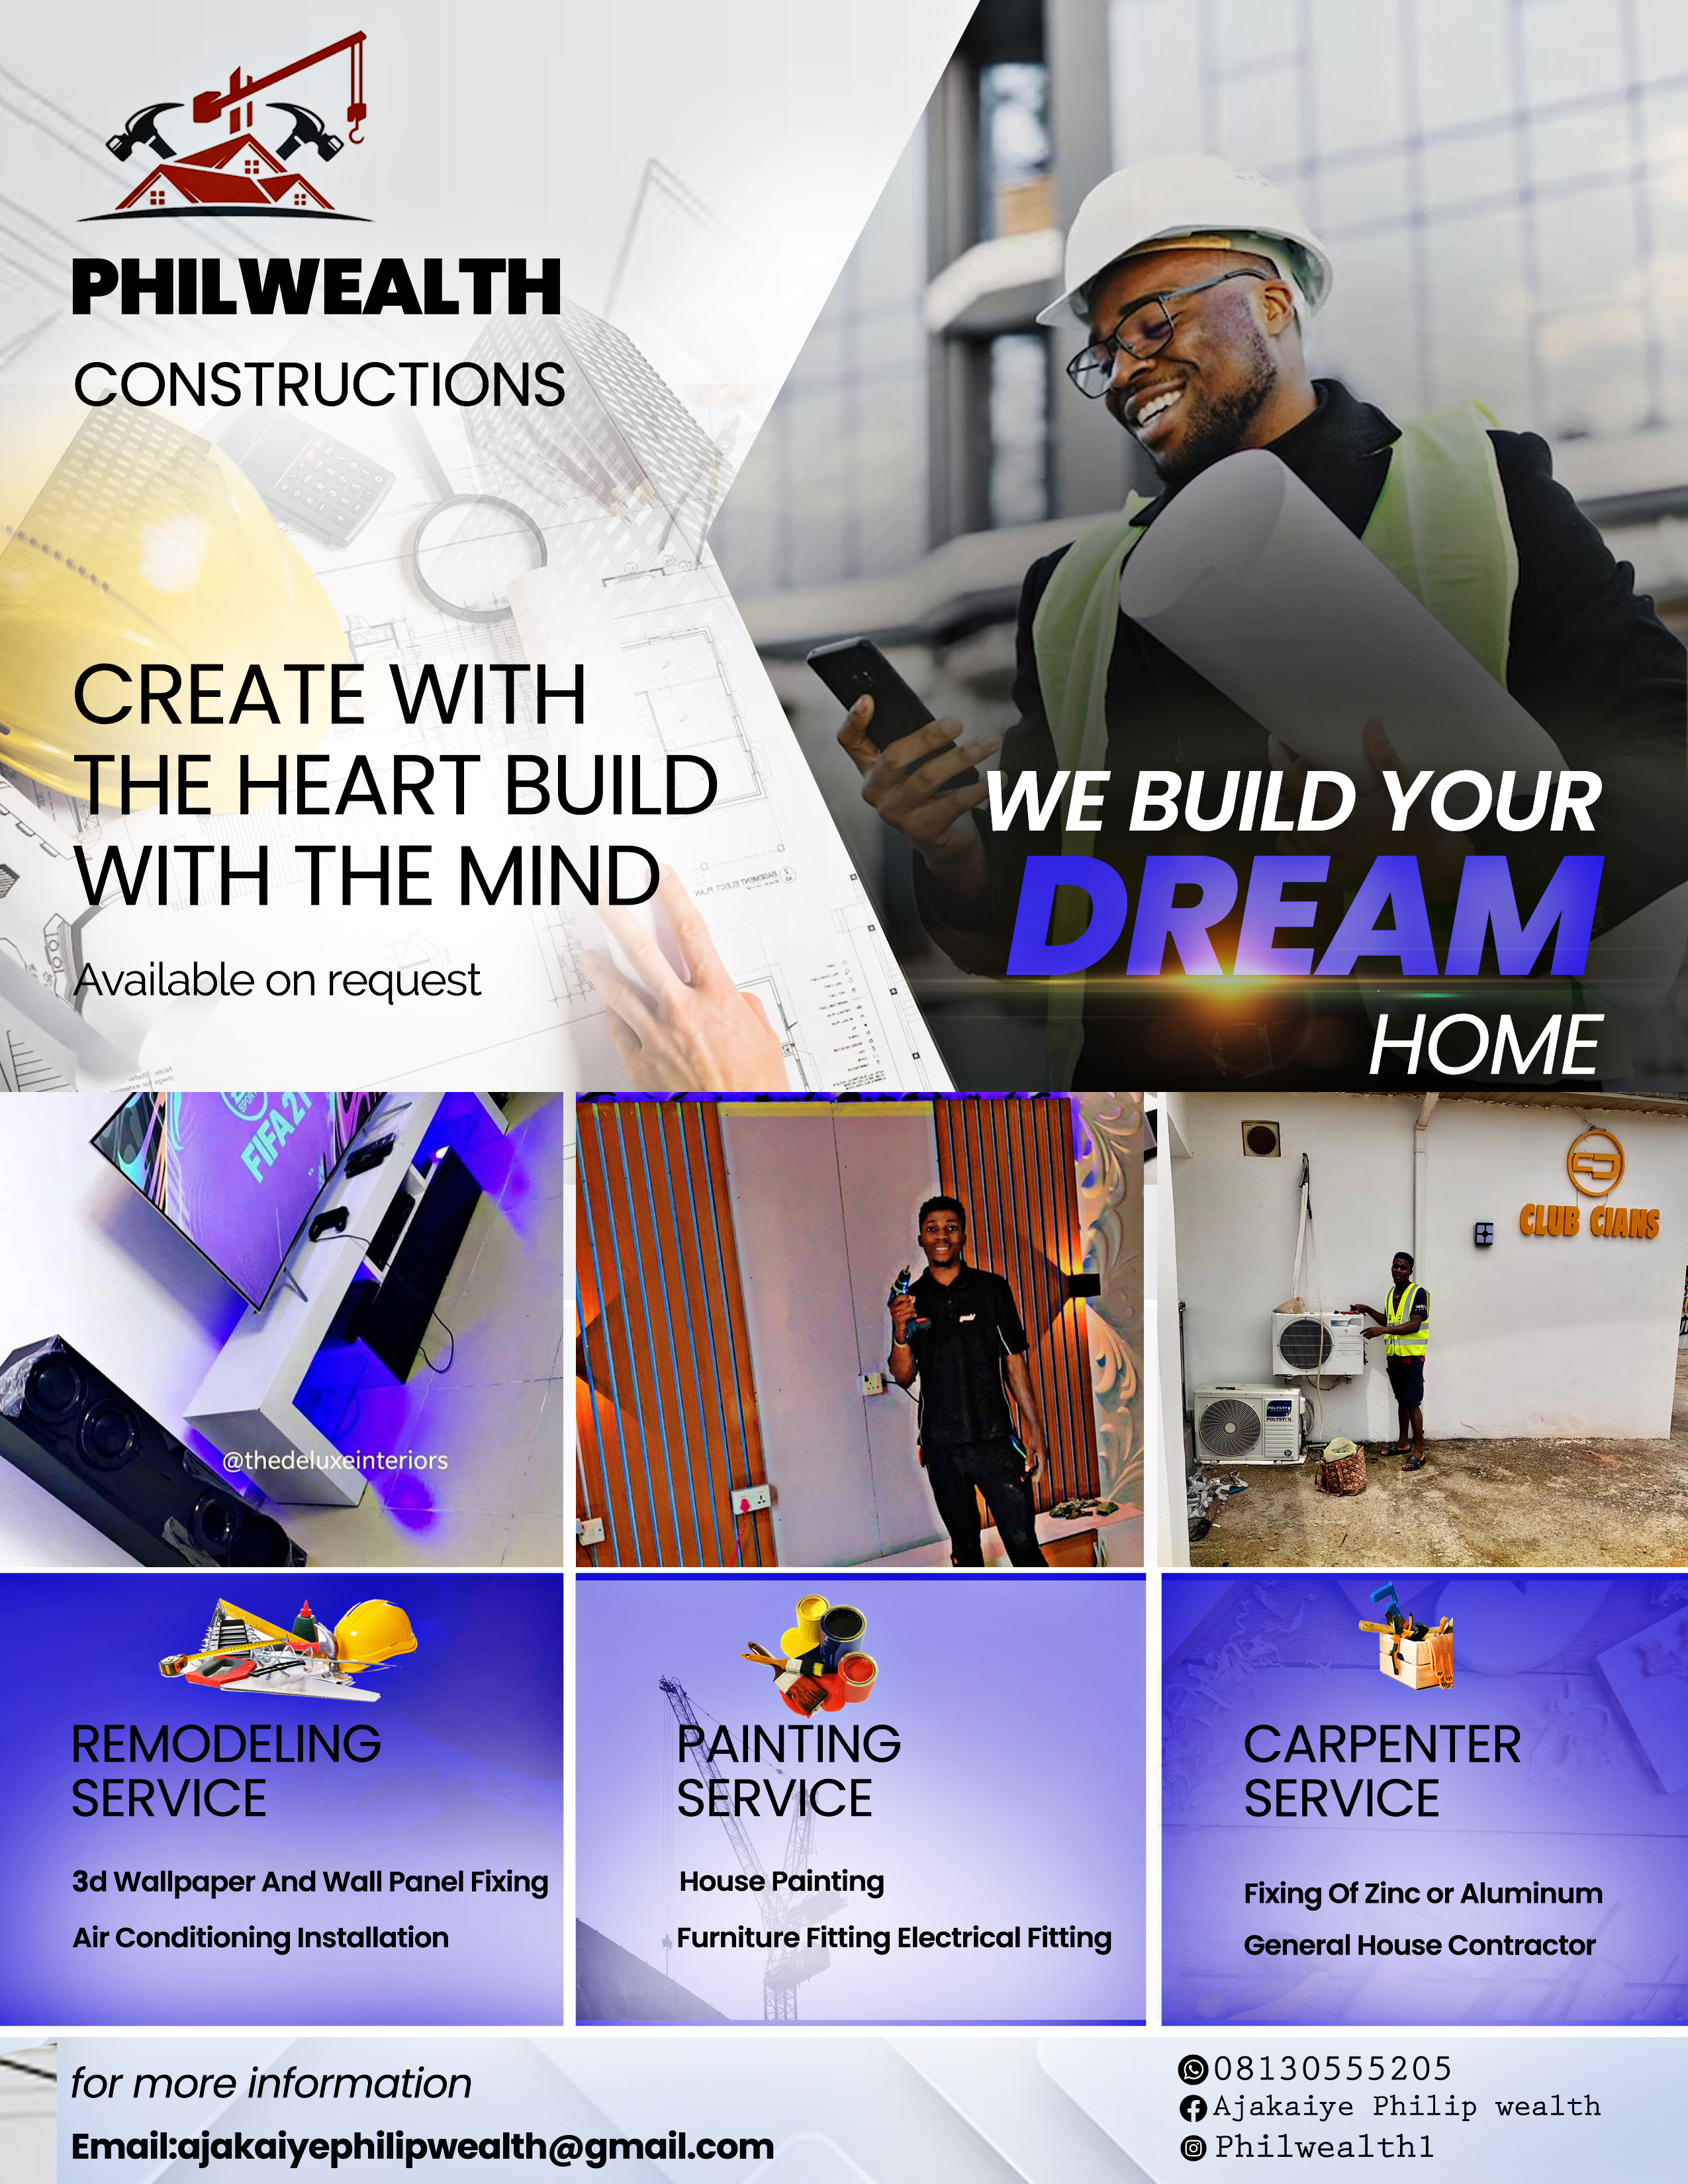 PHILWEALTH
CONSTRUCTIONS
CREATE WITH
THE HEART BUILD
WITH THE MIND
Available on request
WE BUILD YOUR
DREAM
HOME
FIFA 21
@thedeluxeinteriors
CLUB CIANS
REMODELING
SERVICE
3d Wallpaper And Wall Panel Fixing
Air Conditioning Installation
PAINTING
SERVICE
House Painting
Furniture Fitting Electrical Fitting
CARPENTER
SERVICE
Fixing Of Zinc or Aluminum
General House Contractor
for more information
Email:ajakaiyephilipwealth@gmail.com
08130555205
Ajakaiye Philip wealth
Philwealth1